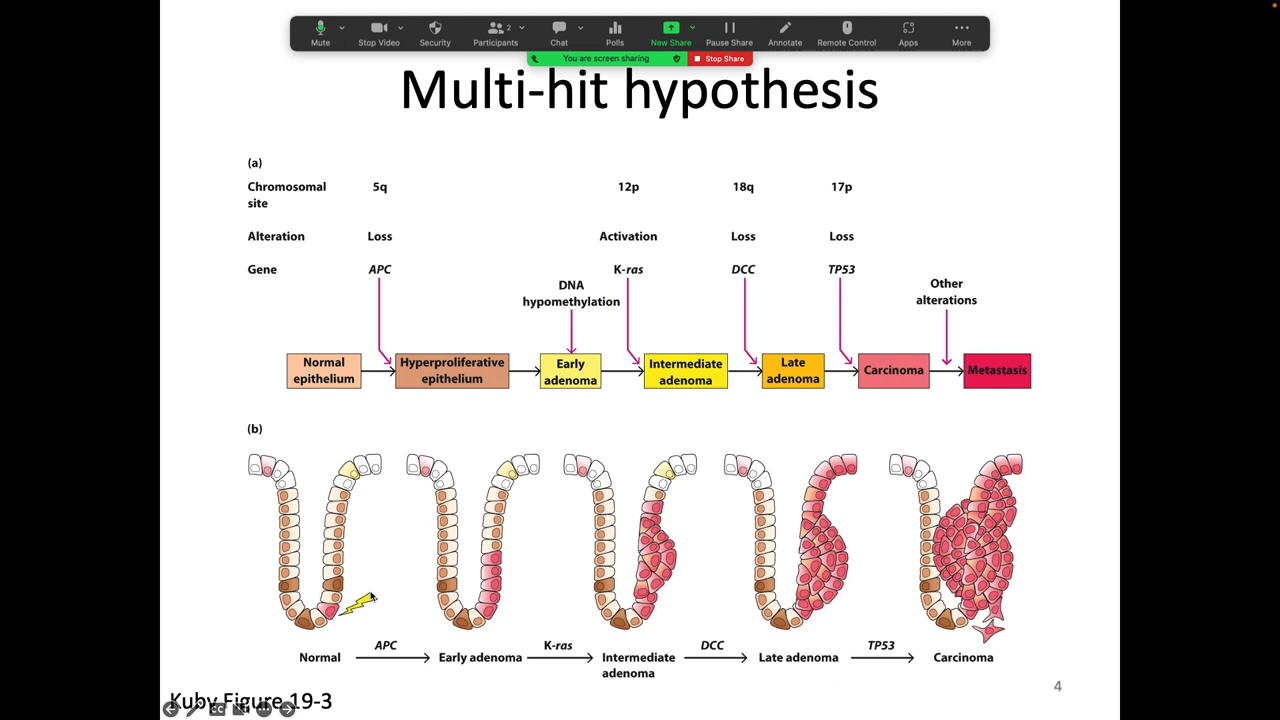 Mute
Stop Video
Security
Participants
2
Chat
Polls
New Share
Pause Share
Annotate
Remote Control
Apps
More
You are screen sharing
Stop Share
Multi-hit hypothesis
(a)
Chromosomal
site
5q
12p
18q
17p
Alteration
Loss
Activation
Loss
Loss
Gene
APC
K-ras
DCC
TP53
DNA
hypomethylation
Other
alterations
Normal
epithelium
Hyperproliferative
epithelium
Early
adenoma
Intermediate
adenoma
Late
adenoma
Carcinoma
Metastasis
(b)
APC
K-ras
DCC
TP53
Normal
Early adenoma
Intermediate
adenoma
Late adenoma
Carcinoma
4
Kuby Figure 19-3
CC